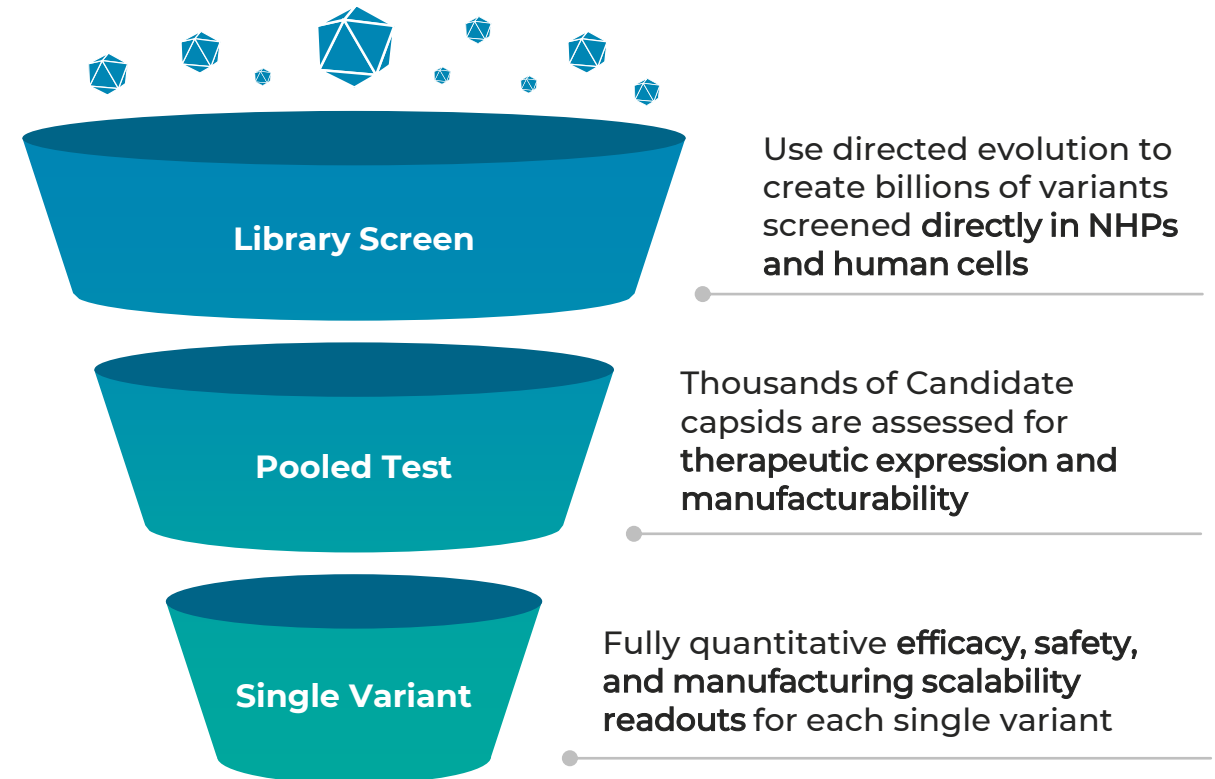 Library Screen
Use directed evolution to
create billions of variants
screened directly in NHPs
and human cells
Pooled Test
Thousands of Candidate
capsids are assessed for
therapeutic expression and
manufacturability
Single Variant
Fully quantitative efficacy, safety,
and manufacturing scalability
readouts for each single variant